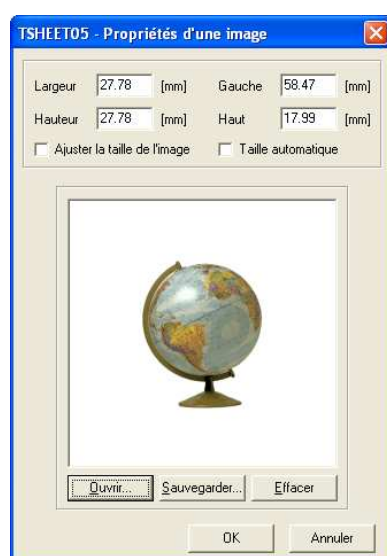 TSHEET05 - Propriétés d'une image
Largeur 27.78 [mm] Gauche 58.47 [mm]
Hauteur 27.78 [mm] Haut 17.99 [mm]
Ajuster la taille de l'image Taille automatique
Ouvrir... Sauvegarder... Effacer
OK Annuler